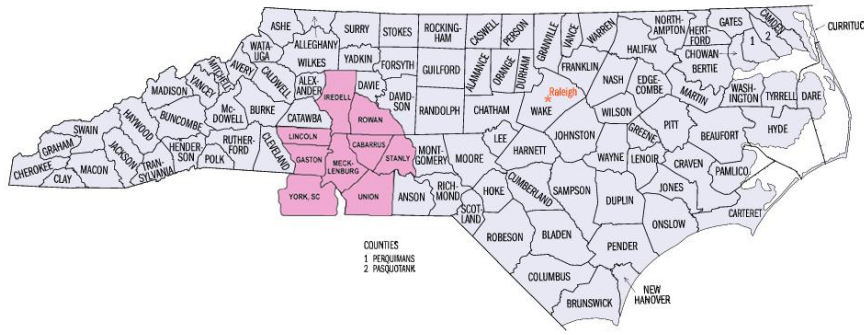 ASHE
SURRY
STOKES
ROCKING-
HAM
CASWELL
PERSON
GRANVILLE
VANCE
WARREN
NORTH-
AMPTON
HERT-
FORD
GATES
CAMDEN
CURRITUC
WATA-
UGA
ALLEGHANY
WILKES
YADKIN
FORSYTH
GUILFORD
ALAMANCE
ORANGE
DURHAM
FRANKLIN
HALIFAX
CHOWAN
BERTIE
1
2
MITCHELL
AVERY
CALDWELL
ALEX-
ANDER
IREDELL
DAVIE
DAVID-
SON
RANDOLPH
CHATHAM
Raleigh
WAKE
NASH
EDGE-
COMBE
MARTIN
WASH-
INGTON
TYRRELL
DARE
MADISON
YANCEY
Mc-
DOWELL
BURKE
CATAWBA
ROWAN
WILSON
PITT
BEAUFORT
HYDE
SWAIN
HAYWOOD
BUNCOMBE
RUTHER-
FORD
CLEVELAND
LINCOLN
CABARRUS
STANLY
MONT-
GOMERY
MOORE
LEE
HARNETT
JOHNSTON
GREENE
WAYNE
LENOIR
CRAVEN
PAMLICO
GRAHAM
CHEROKEE
CLAY
MACON
JACKSON
TRAN-
SYLVANIA
HENDER-
SON
POLK
GASTON
MECK-
LENBURG
YORK, SC
UNION
ANSON
RICH-
MOND
SCOT-
LAND
HOKE
CUMBERLAND
SAMPSON
DUPLIN
JONES
ONSLOW
CARTERET
ROBESON
BLADEN
PENDER
COLUMBUS
BRUNSWICK
NEW
HANOVER
COUNTIES
1 PERQUIMANS
2 PASQUOTANK